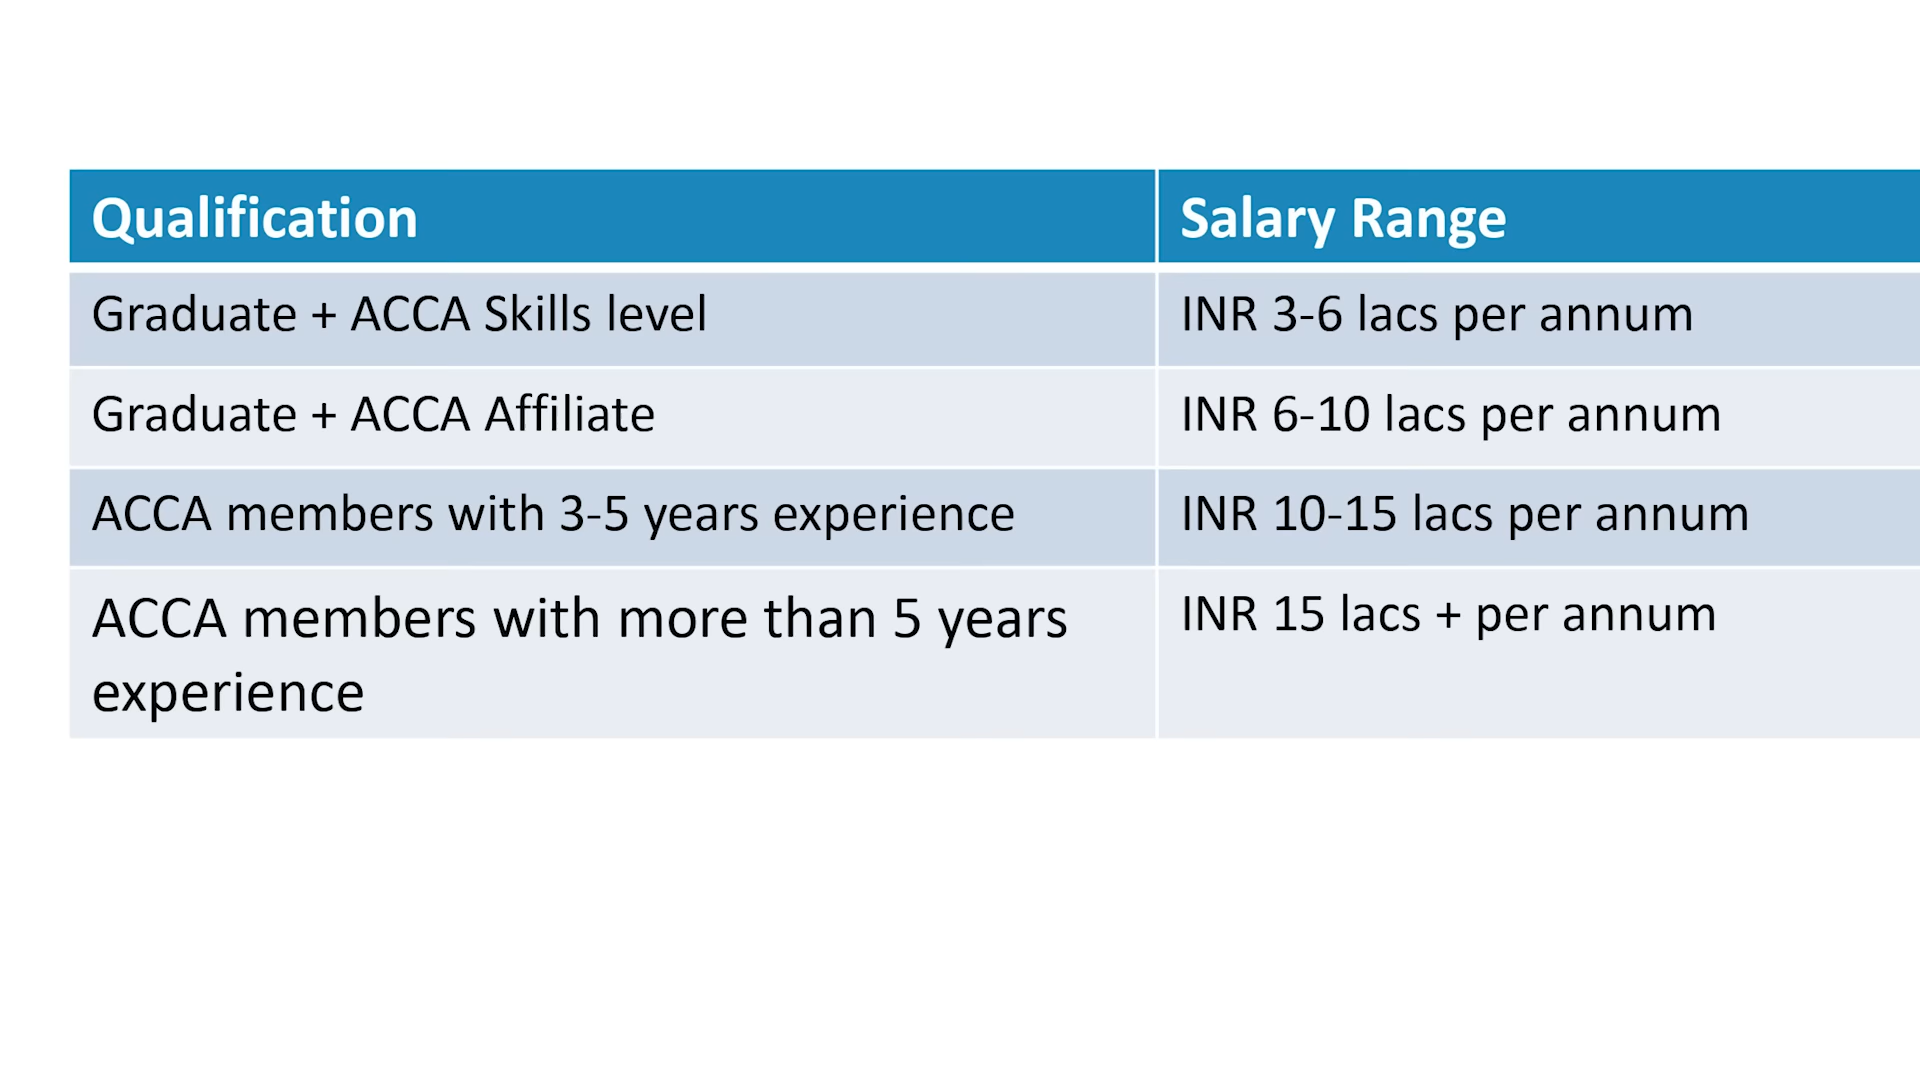 Qualification
Salary Range
Graduate + ACCA Skills level
INR 3-6 lacs per annum
Graduate + ACCA Affiliate
INR 6-10 lacs per annum
ACCA members with 3-5 years experience
INR 10-15 lacs per annum
ACCA members with more than 5 years
experience
INR 15 lacs + per annum